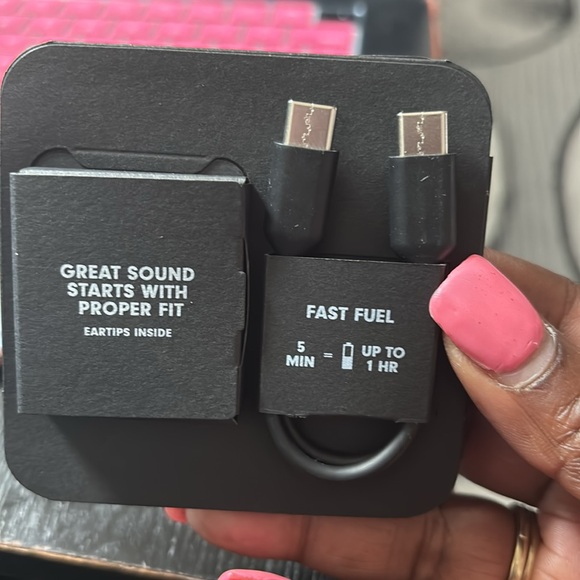 GREAT SOUND
STARTS WITH
PROPER FIT
EARTIPS INSIDE
FAST FUEL
5 MIN = UP TO 1 HR